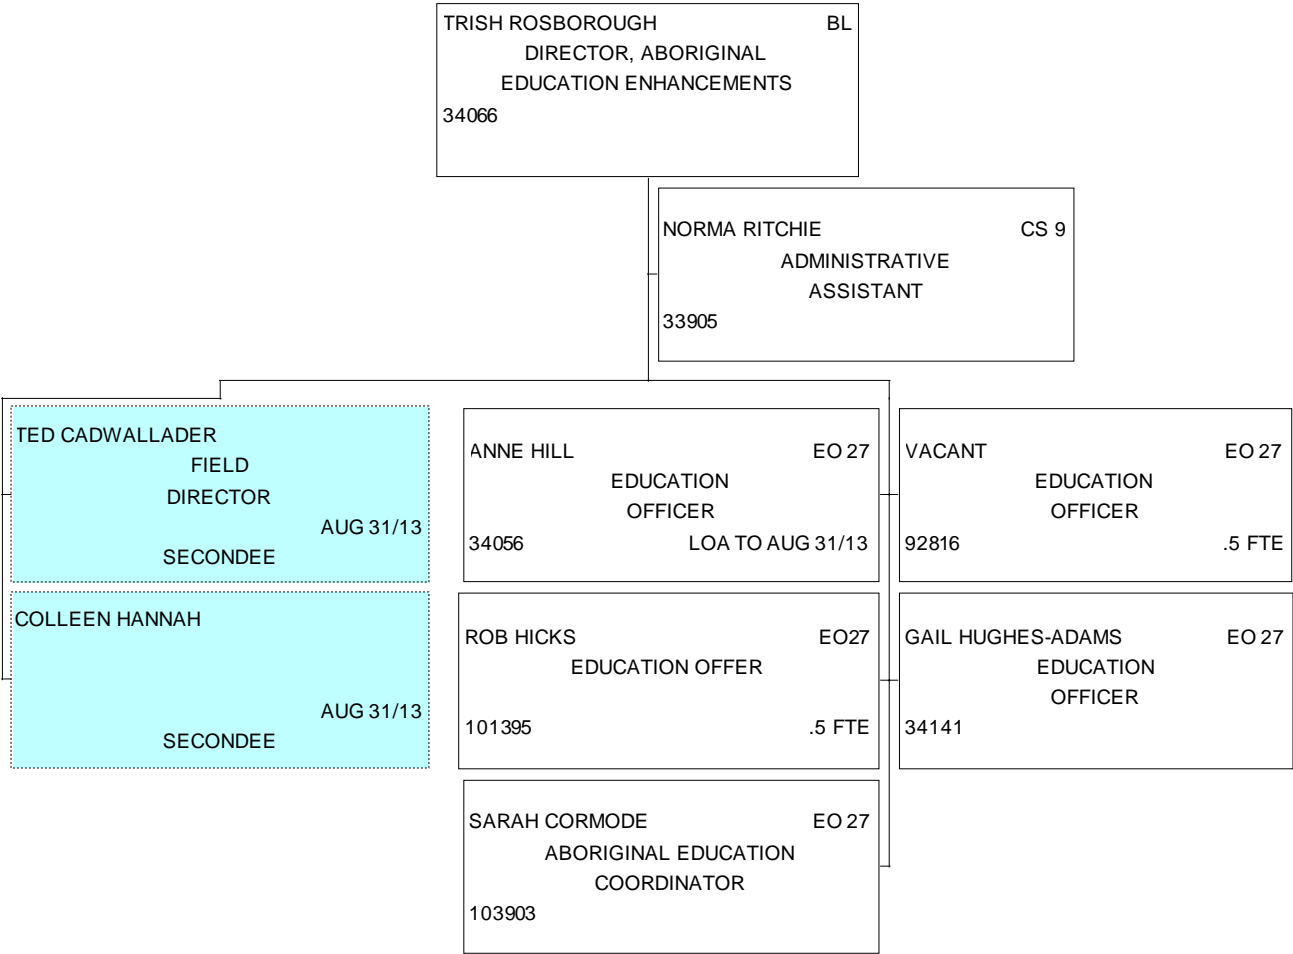 TRISH ROSBOROUGH BL
DIRECTOR, ABORIGINAL
EDUCATION ENHANCEMENTS
34066
NORMA RITCHIE CS 9
ADMINISTRATIVE
ASSISTANT
33905
TED CADWALLADER
FIELD
DIRECTOR
AUG 31/13
SECONDEE
COLLEEN HANNAH
AUG 31/13
SECONDEE
ANNE HILL EO 27
EDUCATION
OFFICER
34056 LOA TO AUG 31/13
ROB HICKS EO27
EDUCATION OFFER
101395 .5 FTE
SARAH CORMODE EO 27
ABORIGINAL EDUCATION
COORDINATOR
103903
VACANT EO 27
EDUCATION
OFFICER
92816 .5 FTE
GAIL HUGHES-ADAMS EO 27
EDUCATION
OFFICER
34141